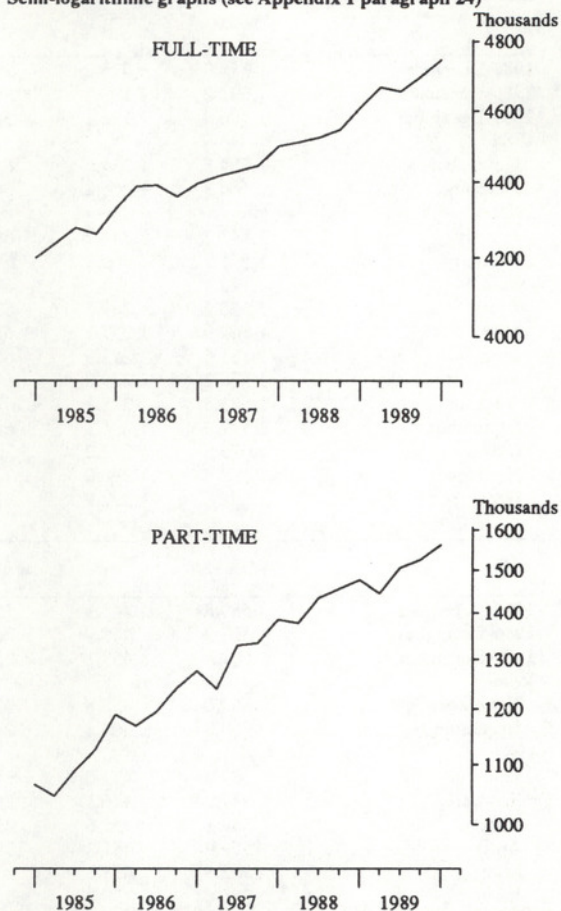 Semi-logarithmic graphs (see Appendix 1 paragraph 24)
Thousands
FULL-TIME
4800
4600
4400
4200
4000
1985 1986 1987 1988 1989
Thousands
PART-TIME
1600
1500
1400
1300
1200
1100
1000
1985 1986 1987 1988 1989